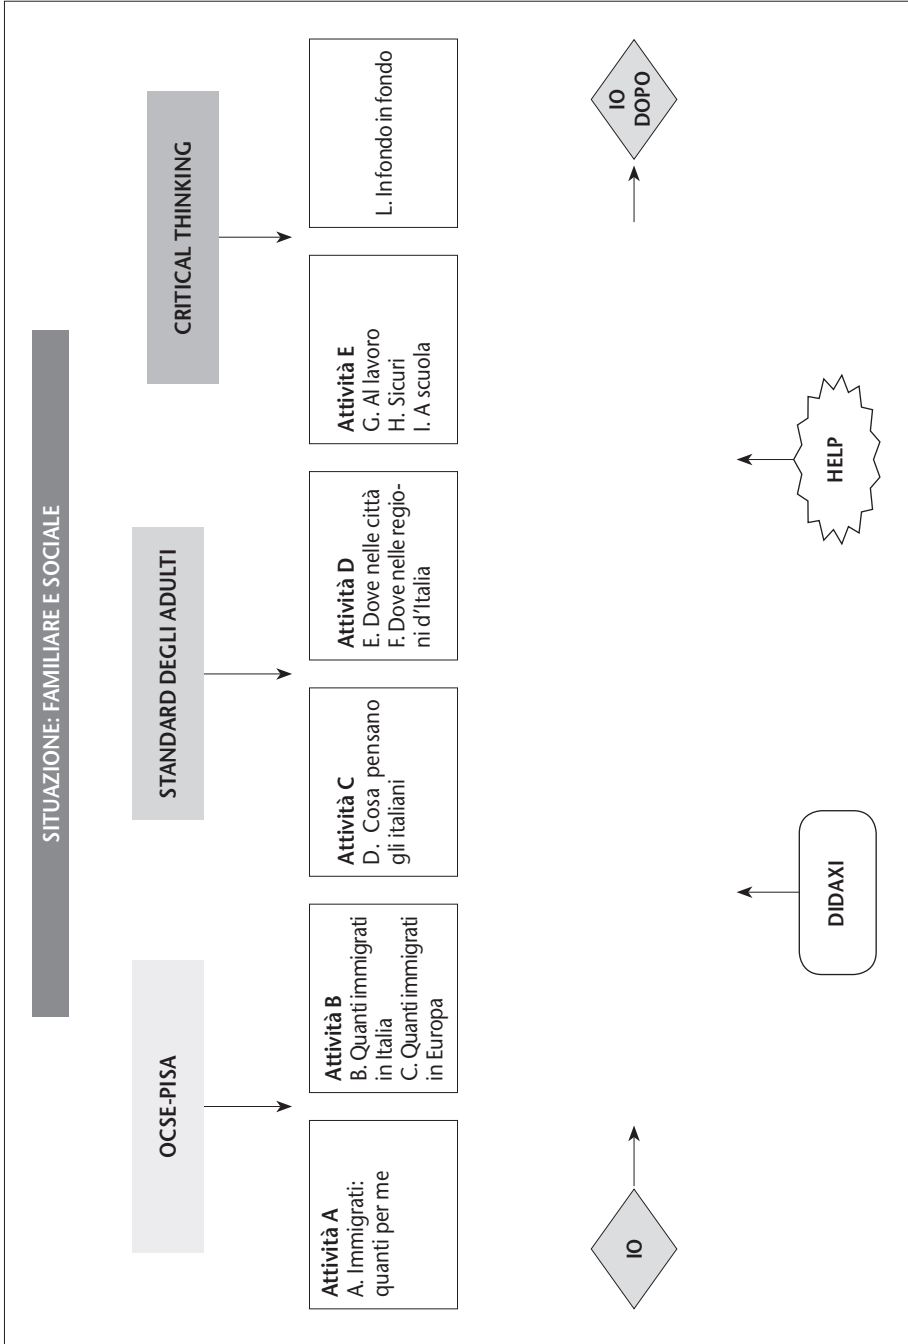 SITUAZIONE: FAMILIARE E SOCIALE
OCSE-PISA
STANDARD DEGLI ADULTI
CRITICAL THINKING
Attività A
A. Immigrati:
quanti per me
Attività B
B. Quanti immigrati
in Italia
C. Quanti immigrati
in Europa
Attività C
D. Cosa pensano
gli italiani
Attività D
E. Dove nelle città
F. Dove nelle regio-
ni d'Italia
Attività E
G. Al lavoro
H. Sicuri
I. A scuola
L. In fondo in fondo
IO
IO
DOPO
DIDAXI
HELP